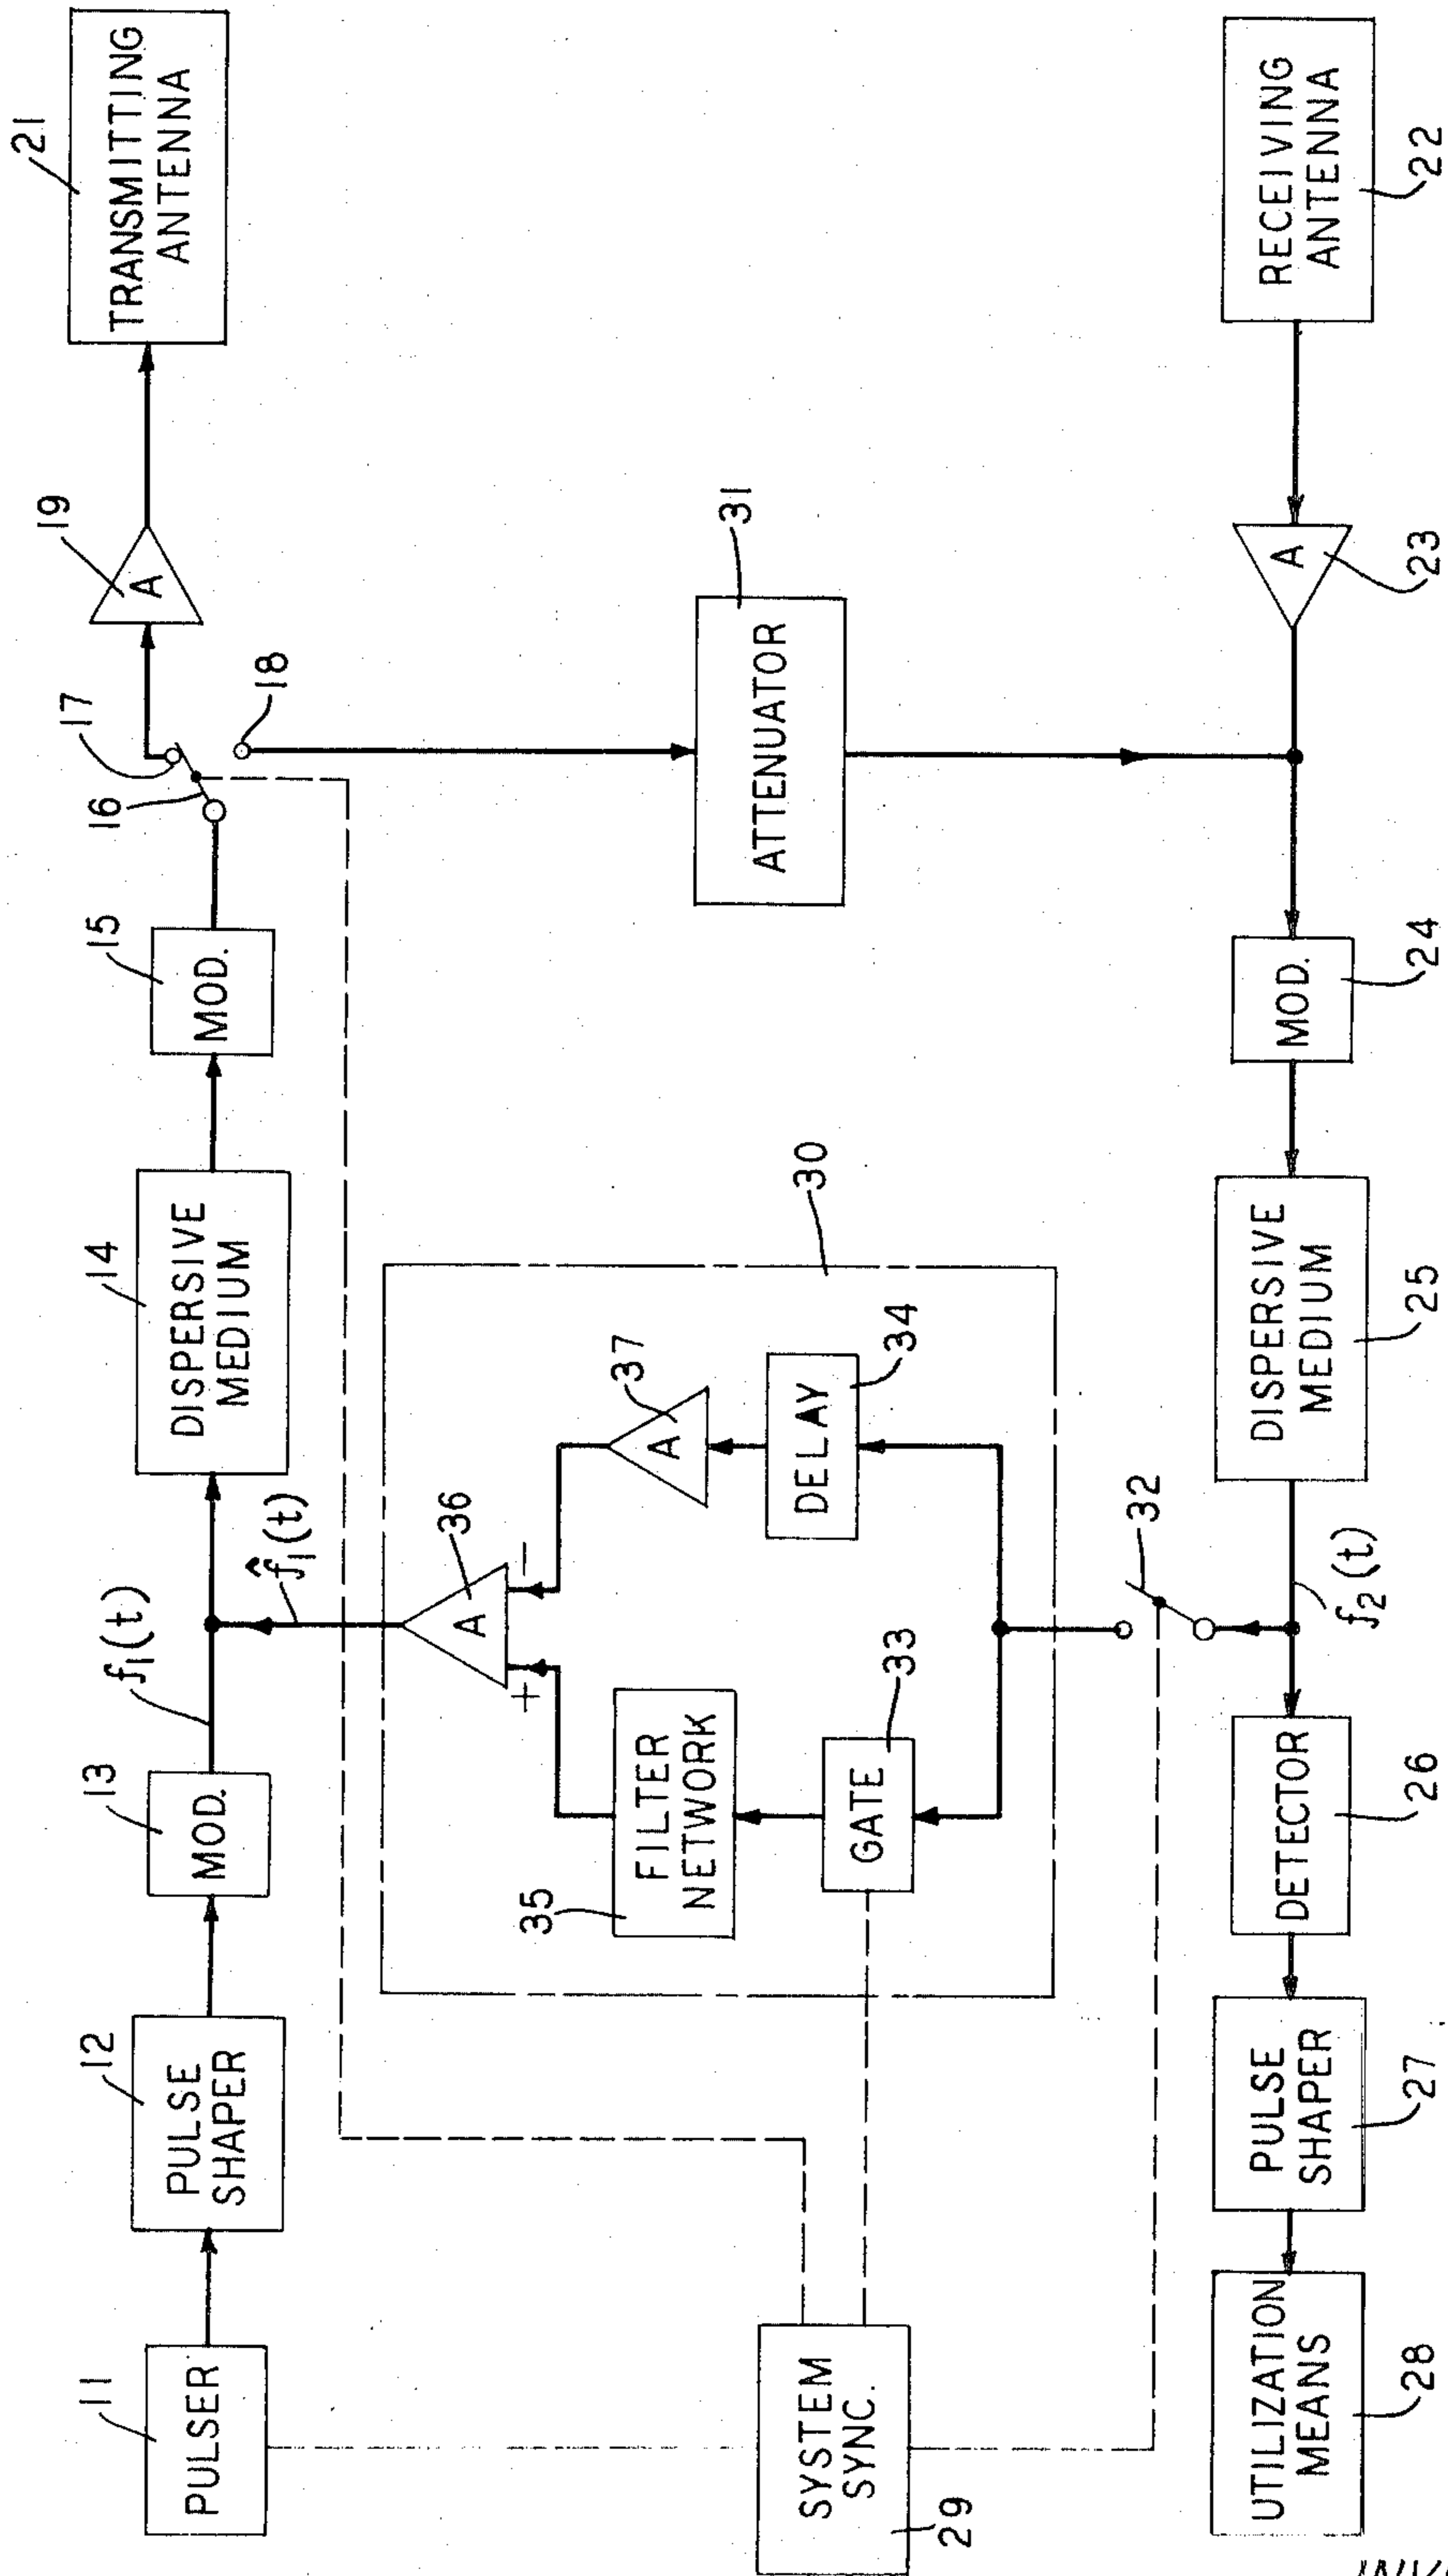 11
PULSER
12
PULSE
SHAPER
13
MOD.
f₁(t)
f̂₁(t)
14
DISPERSIVE
MEDIUM
15
MOD.
16
17
18
19
A
21
TRANSMITTING
ANTENNA
30
36
A
+
−
37
A
35
FILTER
NETWORK
34
DELAY
33
GATE
31
ATTENUATOR
29
SYSTEM
SYNC.
32
f₂(t)
28
UTILIZATION
MEANS
27
PULSE
SHAPER
26
DETECTOR
25
DISPERSIVE
MEDIUM
24
MOD.
23
A
22
RECEIVING
ANTENNA